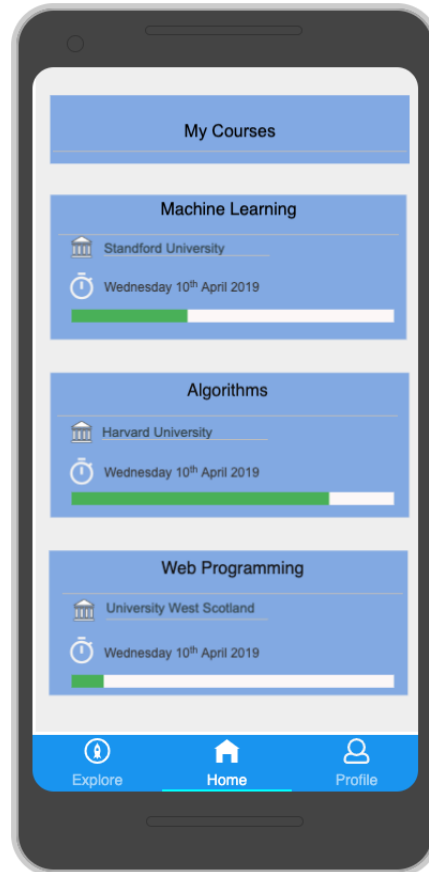 My Courses
Machine Learning
Standford University
Wednesday 10th April 2019
Algorithms
Harvard University
Wednesday 10th April 2019
Web Programming
University West Scotland
Wednesday 10th April 2019
Explore Home Profile